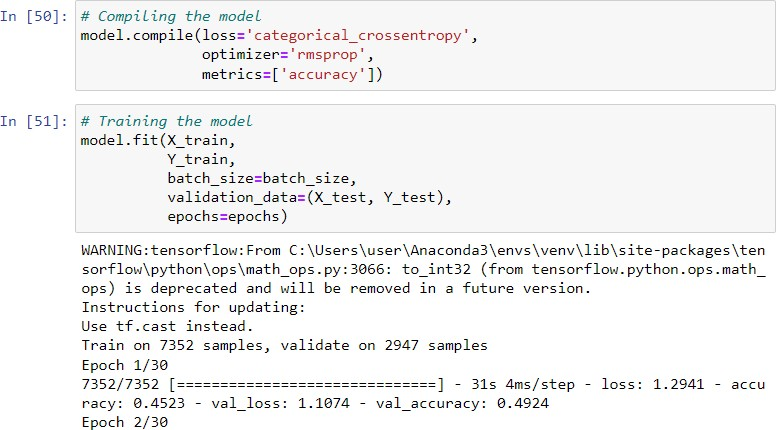 In [50]: # Compiling the model
model.compile(loss='categorical_crossentropy',
optimizer='rmsprop',
metrics=['accuracy'])
In [51]: # Training the model
model.fit(X_train,
Y_train,
batch_size=batch_size,
validation_data=(X_test, Y_test),
epochs=epochs)
WARNING:tensorflow:From C:\Users\user\Anaconda3\envs\venv\lib\site-packages\ten
sorflow\python\ops\math_ops.py:3066: to_int32 (from tensorflow.python.ops.math_
ops) is deprecated and will be removed in a future version.
Instructions for updating:
Use tf.cast instead.
Train on 7352 samples, validate on 2947 samples
Epoch 1/30
7352/7352 [==============================] - 31s 4ms/step - loss: 1.2941 - accu
racy: 0.4523 - val_loss: 1.1074 - val_accuracy: 0.4924
Epoch 2/30